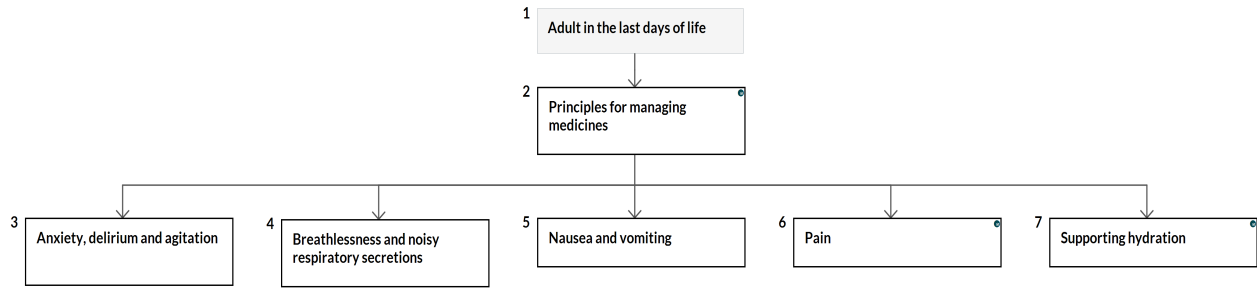 1
Adult in the last days of life
2
Principles for managing
medicines
3
Anxiety, delirium and agitation
4
Breathlessness and noisy
respiratory secretions
5
Nausea and vomiting
6
Pain
7
Supporting hydration